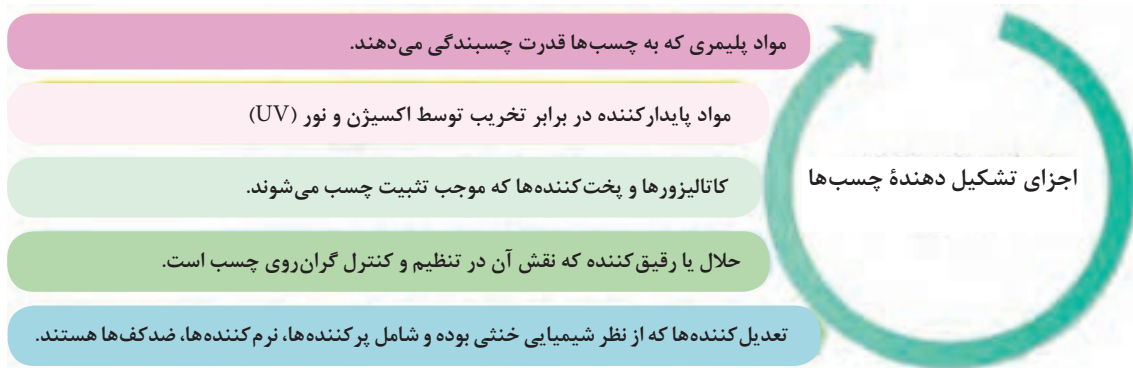 اجزای تشکیل دهندهٔ چسب‌ها
مواد پلیمری که به چسب‌ها قدرت چسبندگی می‌دهند.
مواد پایدارکننده در برابر تخریب توسط اکسیژن و نور (UV)
کاتالیزورها و پخت‌کننده‌ها که موجب تثبیت چسب می‌شوند.
حلال یا رقیق‌کننده که نقش آن در تنظیم و کنترل گران‌روی چسب است.
تعدیل‌کننده‌ها که از نظر شیمیایی خنثی بوده و شامل پرکننده‌ها، نرم‌کننده‌ها، ضدکف‌ها هستند.